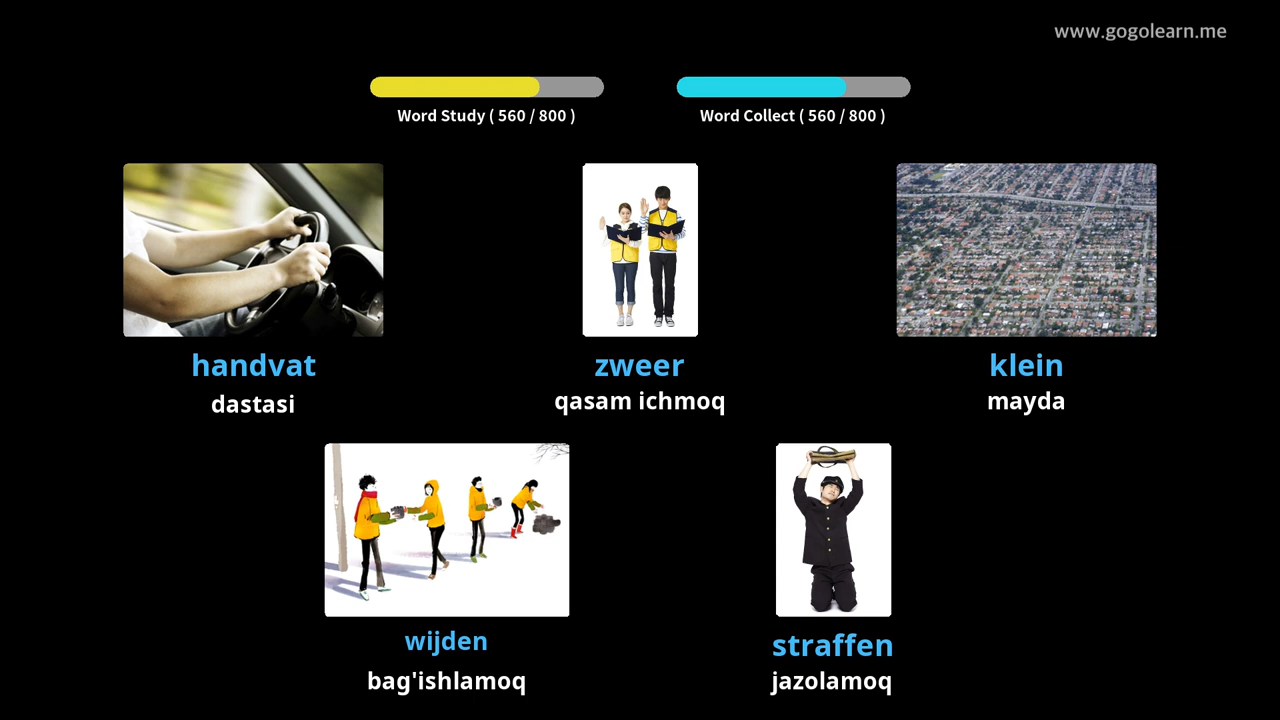 www.gogolearn.me
Word Study ( 560 / 800 )
Word Collect ( 560 / 800 )
handvat
dastasi
zweer
qasam ichmoq
klein
mayda
wijden
bag'ishlamoq
straffen
jazolamoq